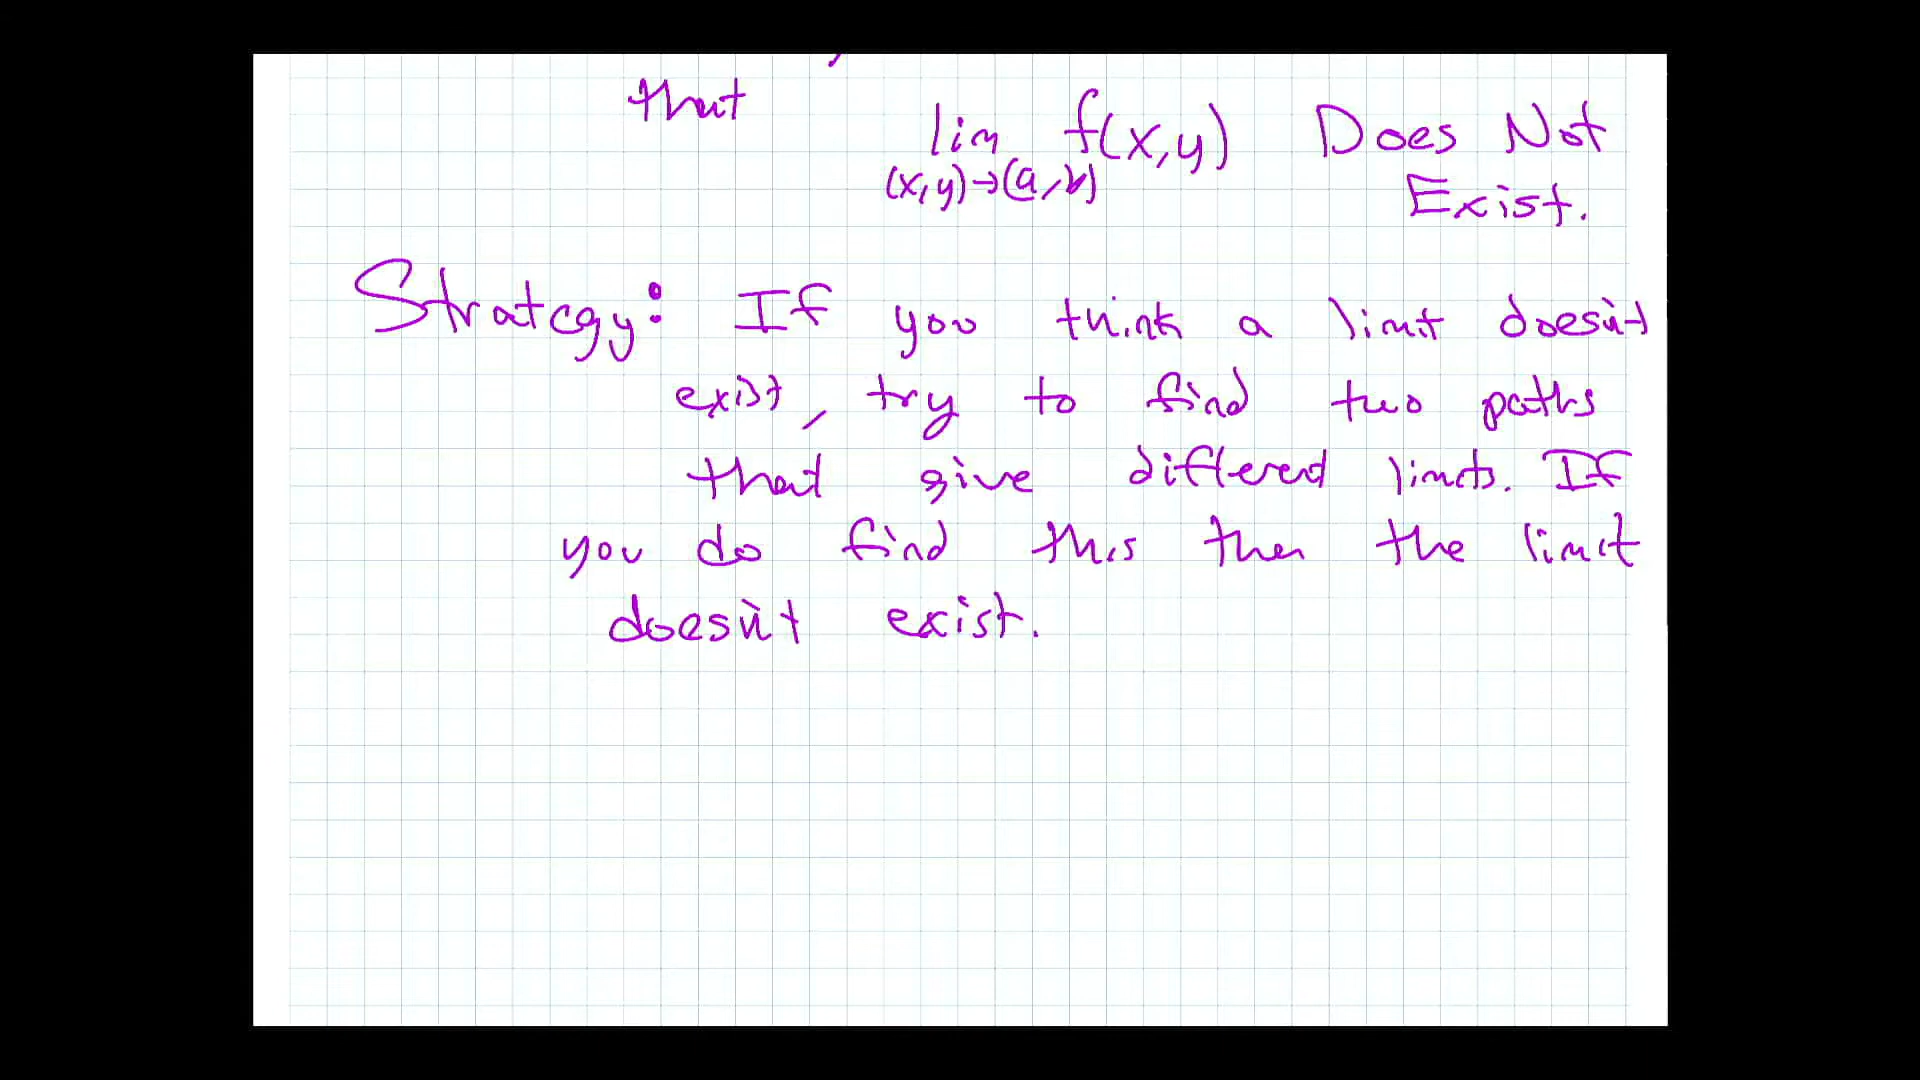 that
lim f(x,y) Does Not
(x,y)→(a,b) Exist.
Strategy: If you think a limit doesn't
exist, try to find two paths
that give different limits. If
you do find this then the limit
doesn't exist.